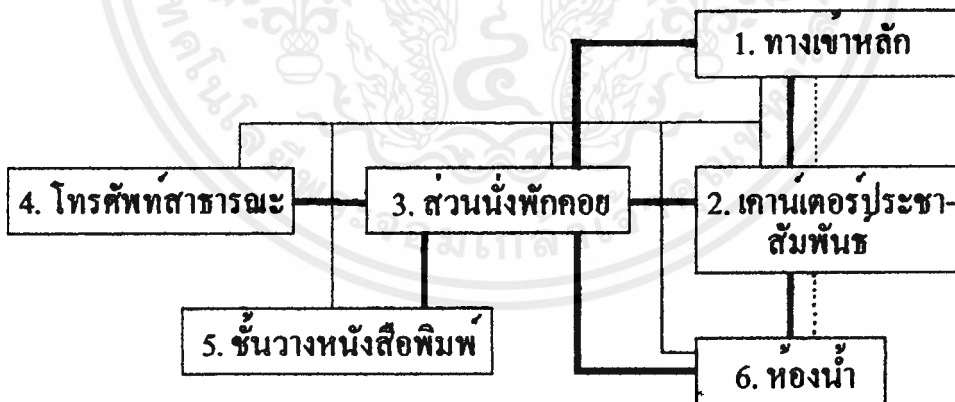 1. ทางเข้าหลัก
4. โทรศัพท์สาธารณะ
3. ส่วนนั่งพักคอย
2. เคาน์เตอร์ประชา-
สัมพันธ์
5. ชั้นวางหนังสือพิมพ์
6. ห้องน้ำ